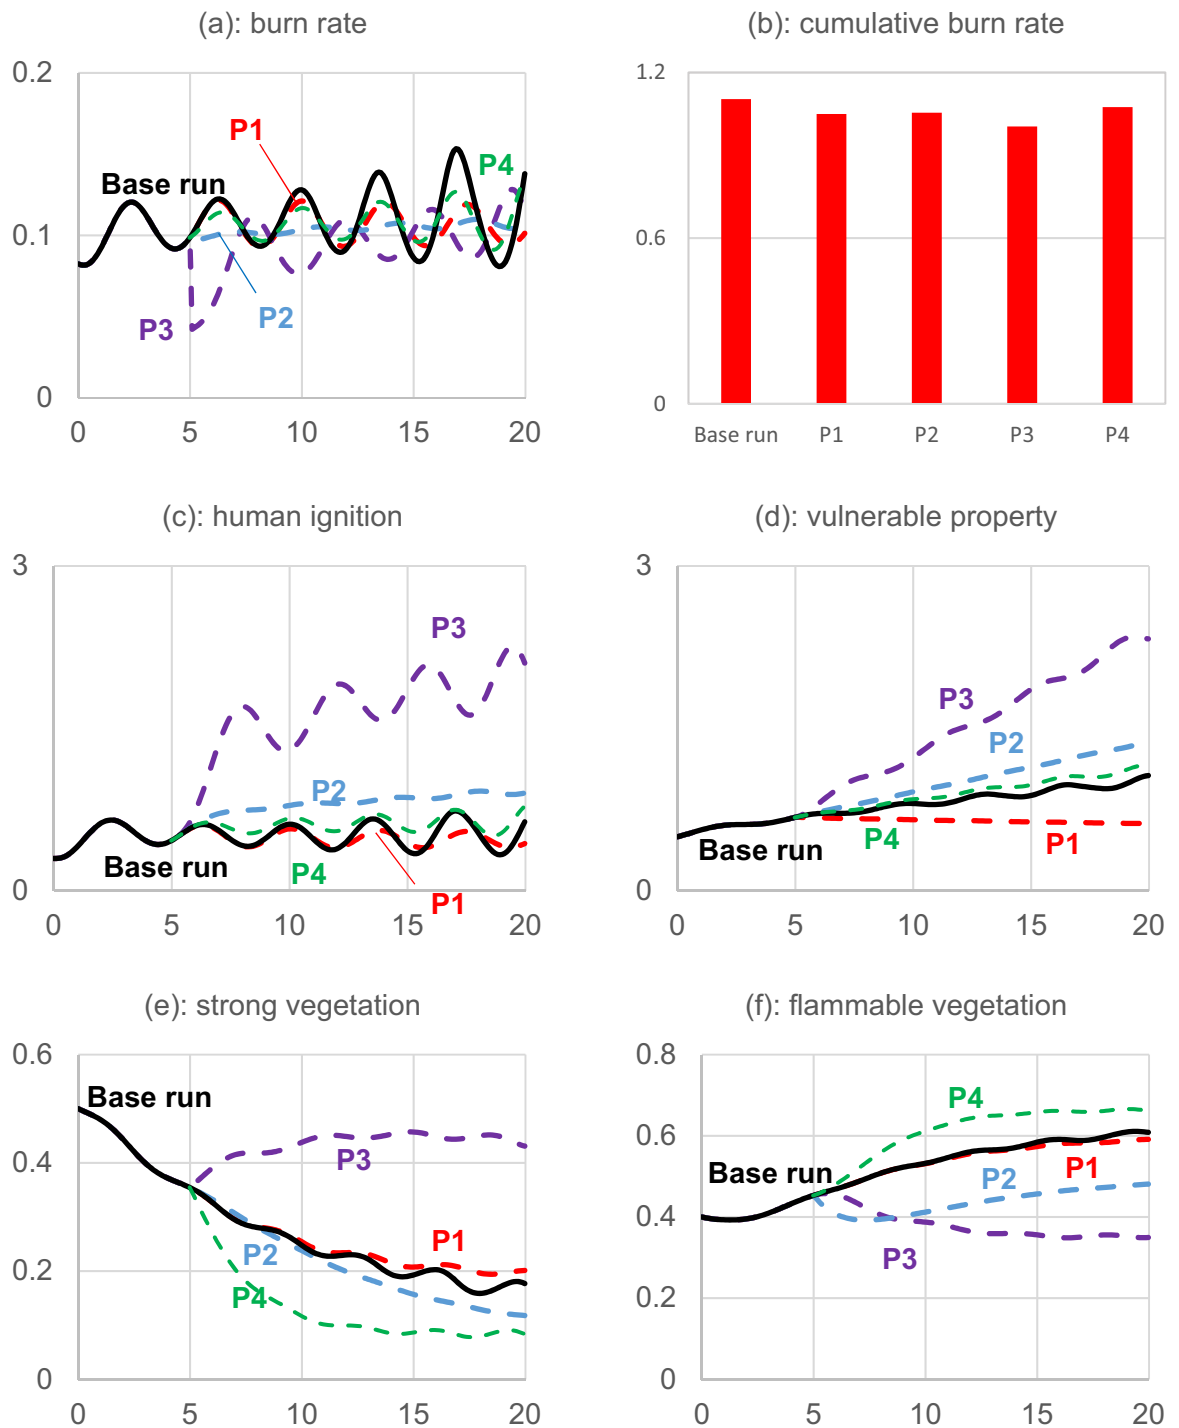 (a): burn rate
0.2
0.1
0
0 5 10 15 20
P1
Base run
P4
P3
P2
(b): cumulative burn rate
1.2
0.6
0
Base run P1 P2 P3 P4
(c): human ignition
3
0
0 5 10 15 20
P3
P2
Base run
P4
P1
(d): vulnerable property
3
0
0 5 10 15 20
P3
P2
Base run
P4
P1
(e): strong vegetation
0.6
0.4
0.2
0
0 5 10 15 20
Base run
P3
P1
P2
P4
(f): flammable vegetation
0.8
0.6
0.4
0.2
0
0 5 10 15 20
P4
Base run
P1
P2
P3